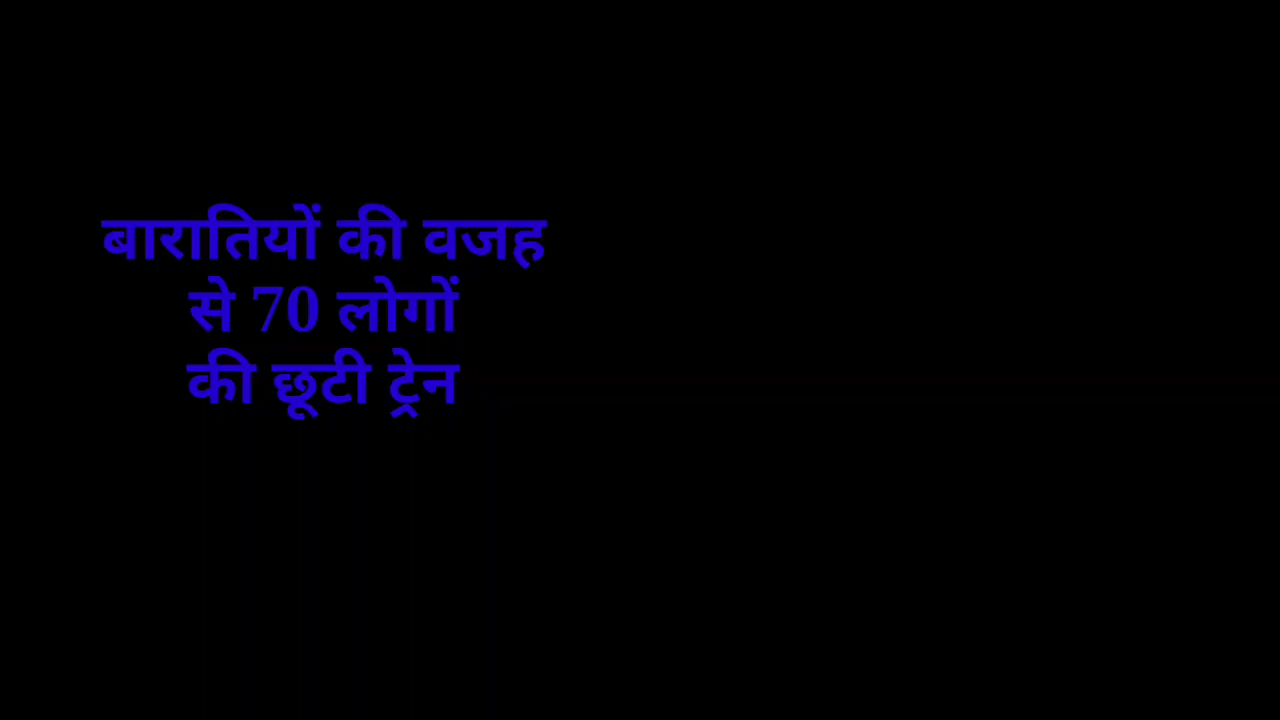 बारातियों की वजह
से 70 लोगों
की छूटी ट्रेन